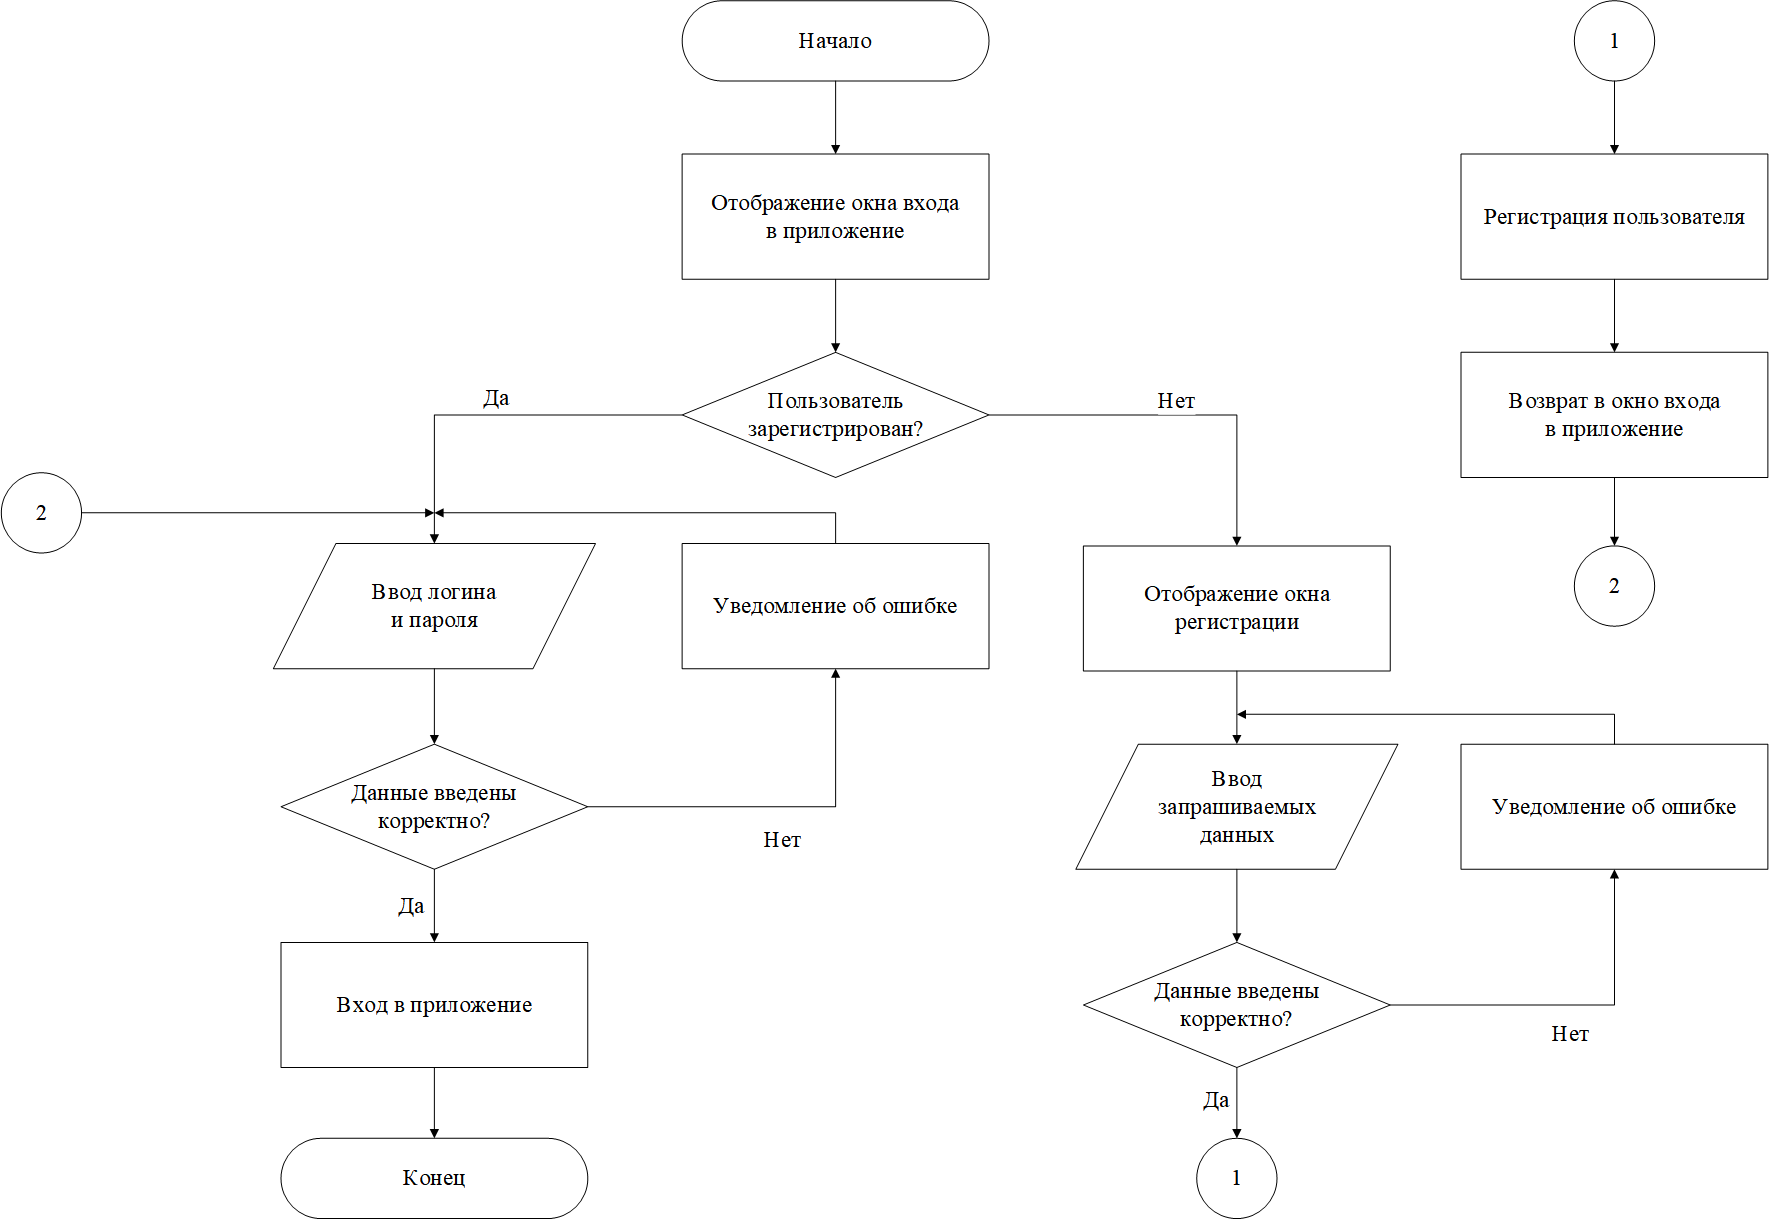 Начало
1
Отображение окна входа
в приложение
Регистрация пользователя
Да
Пользователь
зарегистрирован?
Нет
Возврат в окно входа
в приложение
2
Ввод логина
и пароля
Уведомление об ошибке
Отображение окна
регистрации
2
Данные введены
корректно?
Нет
Ввод
запрашиваемых
данных
Уведомление об ошибке
Да
Вход в приложение
Данные введены
корректно?
Нет
Да
Конец
1